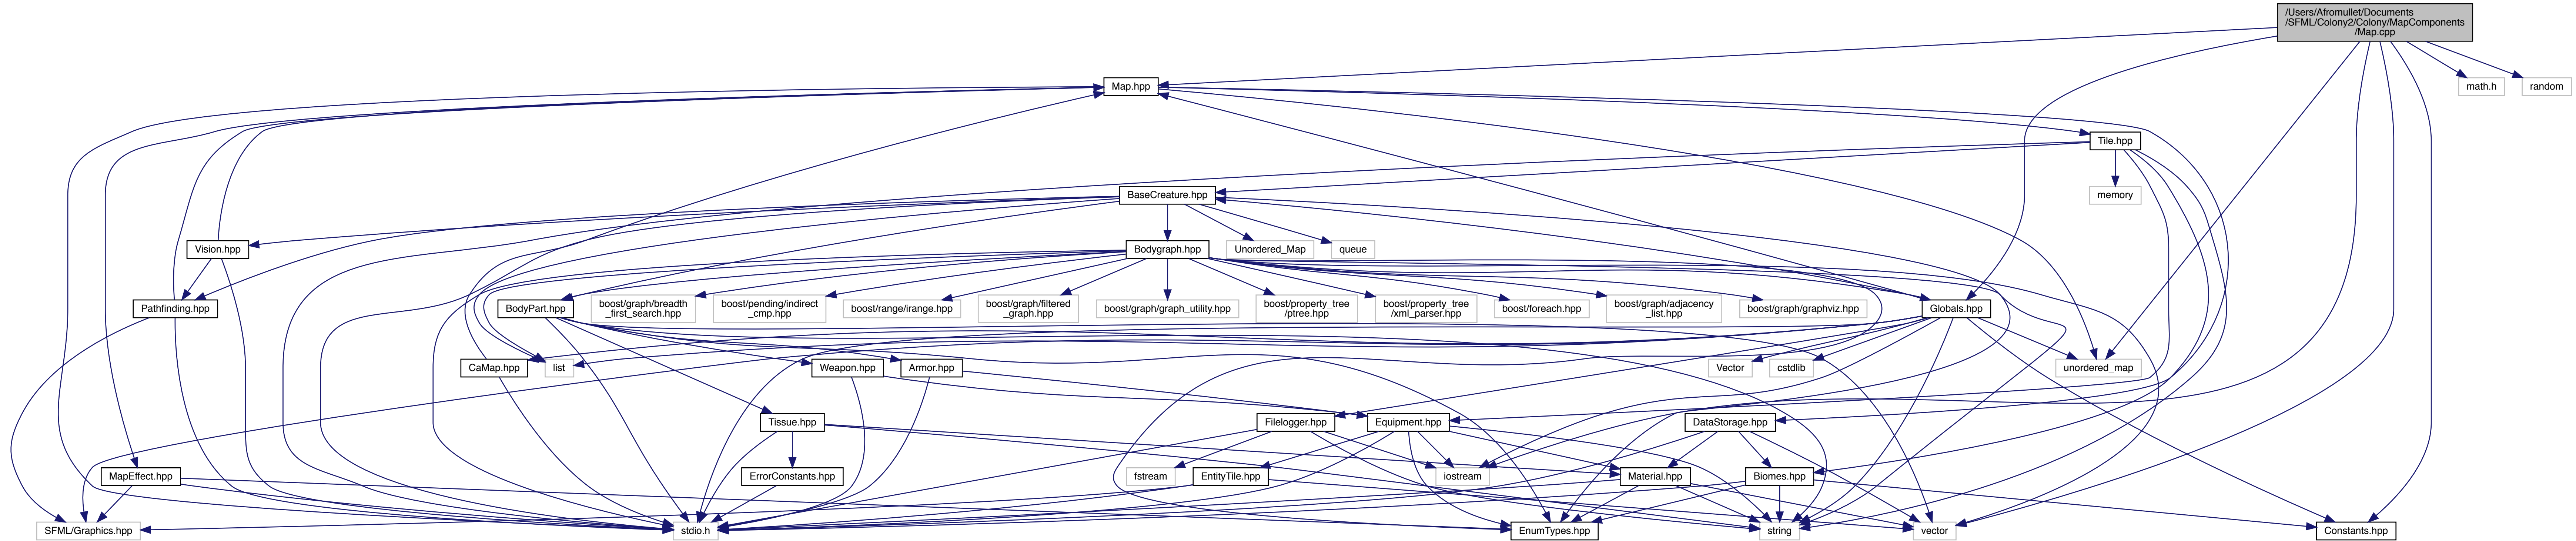 /Users/Afromullet/Documents
/SFML/Colony2/Colony/MapComponents
/Map.cpp
Map.hpp
math.h
random
Tile.hpp
BaseCreature.hpp
memory
Vision.hpp
Bodygraph.hpp
Unordered_Map
queue
Pathfinding.hpp
BodyPart.hpp
boost/graph/breadth
_first_search.hpp
boost/pending/indirect
_cmp.hpp
boost/range/irange.hpp
boost/graph/filtered
_graph.hpp
boost/graph/graph_utility.hpp
boost/property_tree
/ptree.hpp
boost/property_tree
/xml_parser.hpp
boost/foreach.hpp
boost/graph/adjacency
_list.hpp
boost/graph/graphviz.hpp
Globals.hpp
CaMap.hpp
list
Weapon.hpp
Armor.hpp
Vector
cstdlib
unordered_map
Tissue.hpp
Filelogger.hpp
Equipment.hpp
DataStorage.hpp
MapEffect.hpp
ErrorConstants.hpp
fstream
EntityTile.hpp
iostream
Material.hpp
Biomes.hpp
SFML/Graphics.hpp
stdio.h
EnumTypes.hpp
string
vector
Constants.hpp